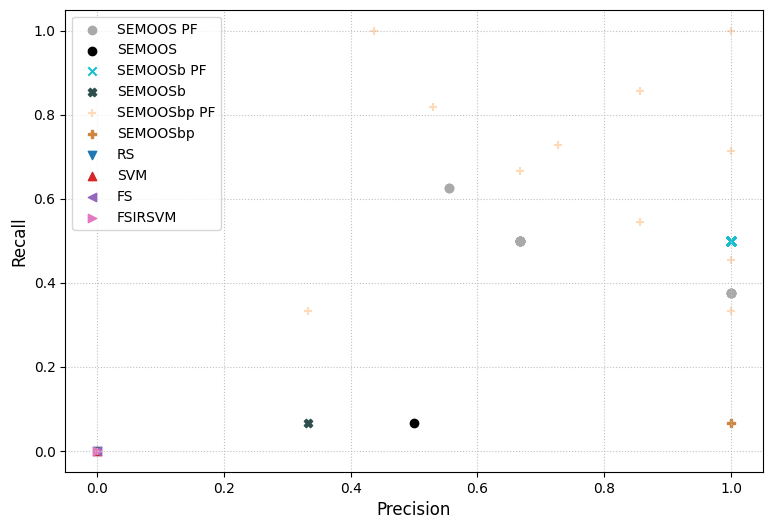 1.0
0.8
0.6
0.4
0.2
0.0
Recall
SEMOOS PF
SEMOOS
SEMOOSb PF
SEMOOSb
SEMOOSbp PF
SEMOOSbp
RS
SVM
FS
FSIRSVM
0.0 0.2 0.4 0.6 0.8 1.0
Precision